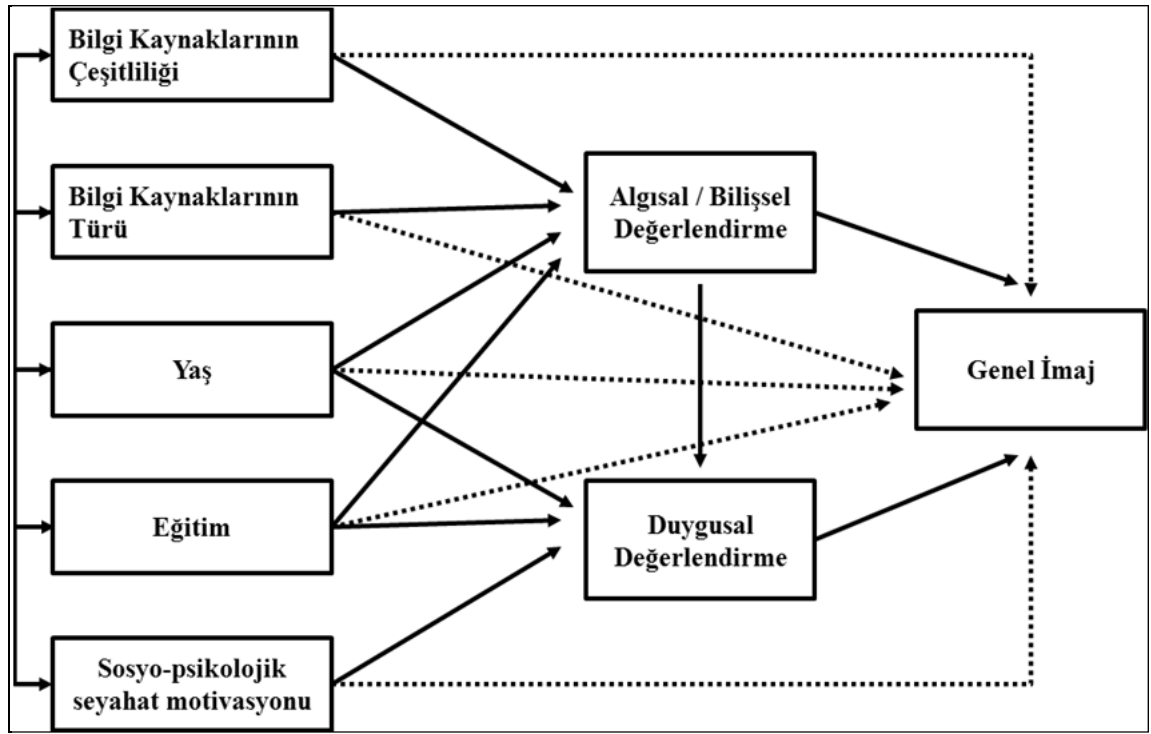 Bilgi Kaynaklarının
Çeşitliliği
Bilgi Kaynaklarının
Türü
Yaş
Eğitim
Sosyo-psikolojik
seyahat motivasyonu
Algısal / Bilişsel
Değerlendirme
Duygusal
Değerlendirme
Genel İmaj